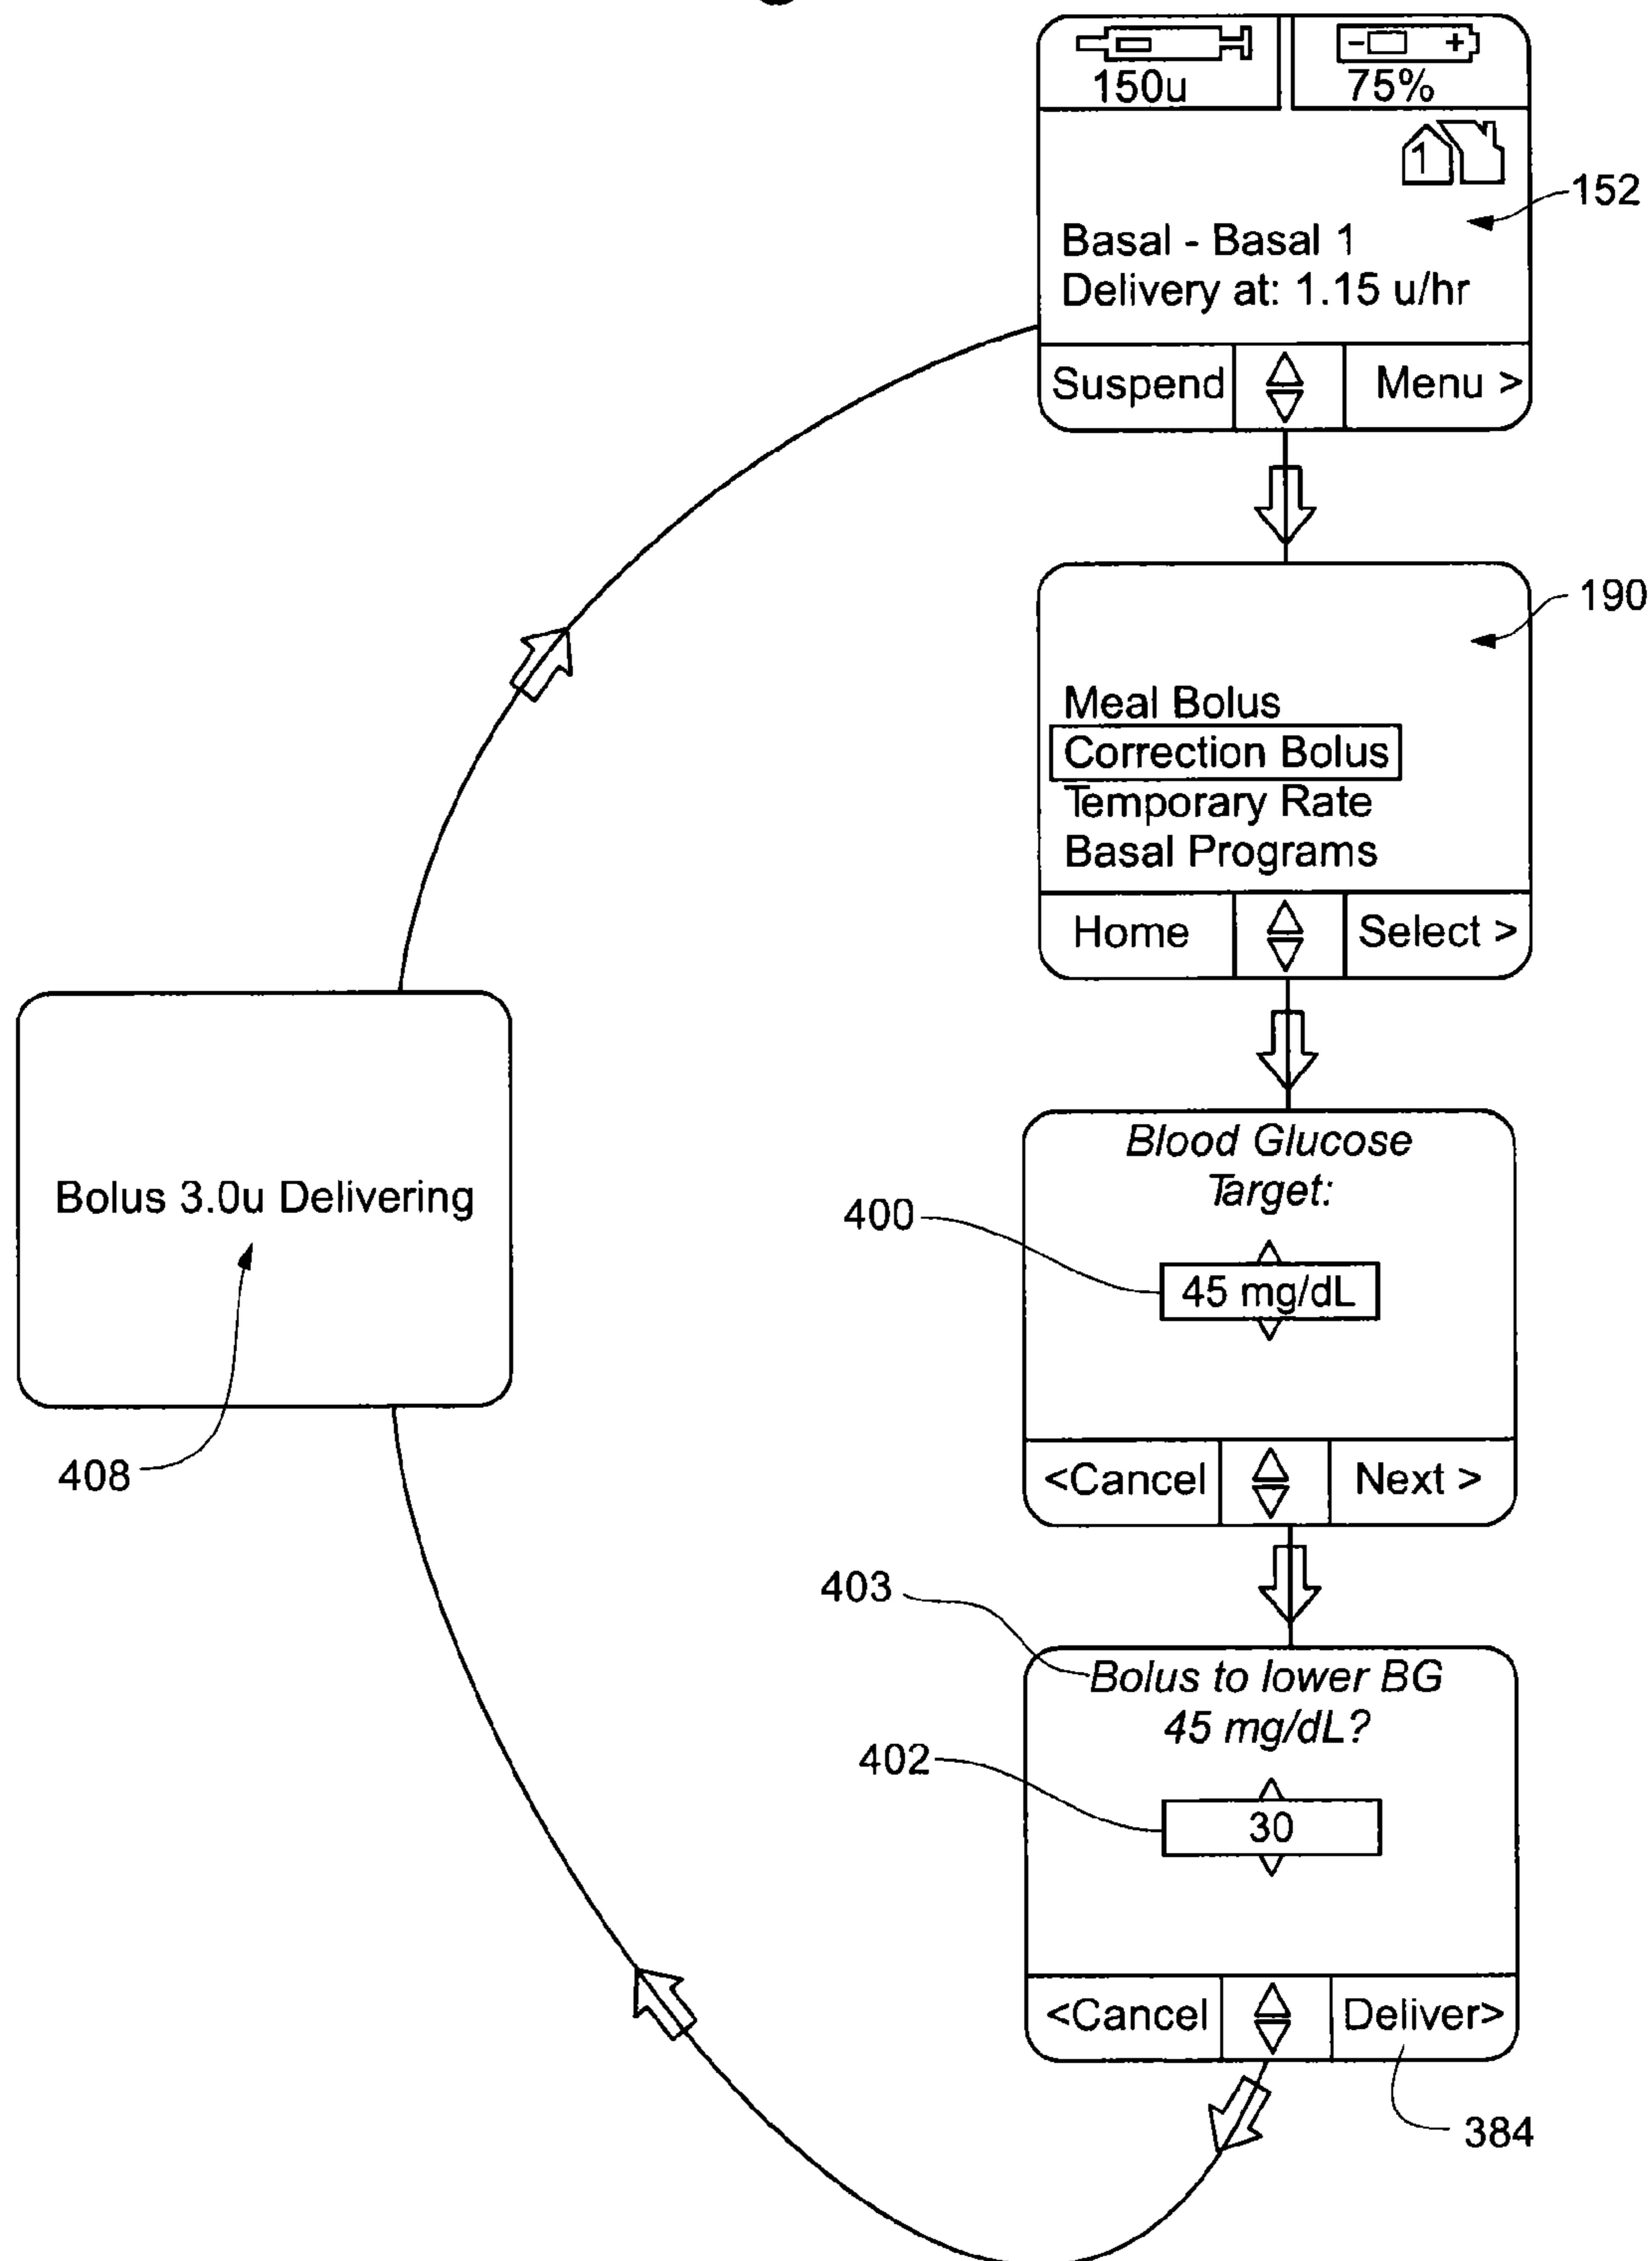 150u
75%
1
152
Basal - Basal 1
Delivery at: 1.15 u/hr
Suspend
Menu >
190
Meal Bolus
Correction Bolus
Temporary Rate
Basal Programs
Home
Select >
Bolus 3.0u Delivering
408
Blood Glucose
Target:
400
45 mg/dL
<Cancel
Next >
403
Bolus to lower BG
45 mg/dL?
402
30
<Cancel
Deliver>
384